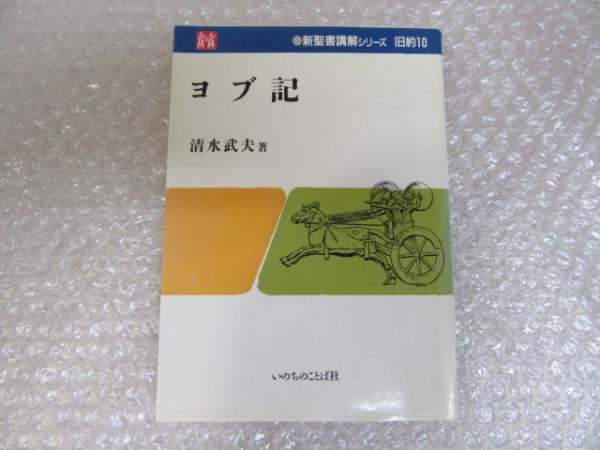 ●新聖書講解シリーズ 旧約10
ヨブ記
清水武夫著
いのちのことば社